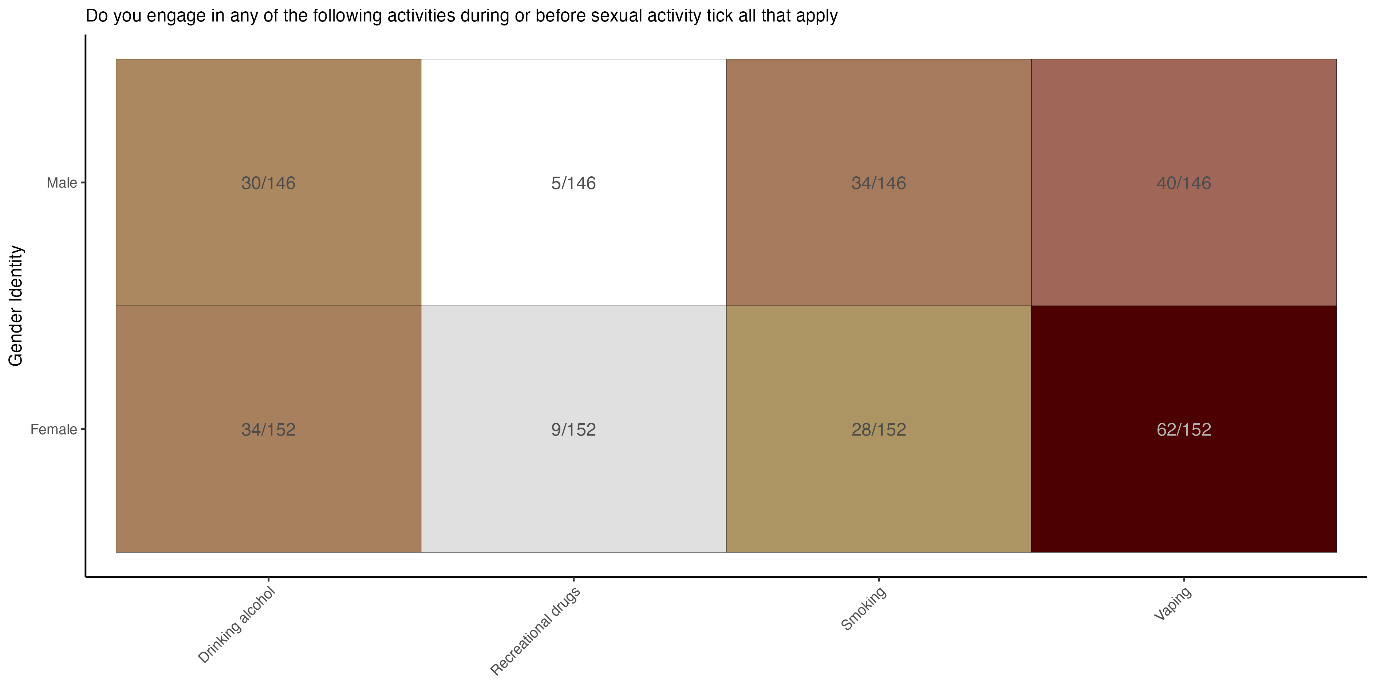 Do you engage in any of the following activities during or before sexual activity tick all that apply
Gender Identity
Male
30/146
5/146
34/146
40/146
Female
34/152
9/152
28/152
62/152
Drinking alcohol
Recreational drugs
Smoking
Vaping